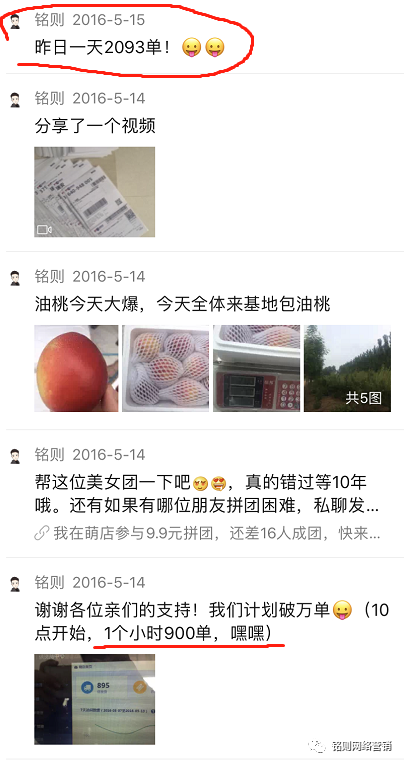 铭则 2016-5-15
昨日一天2093单！😛😛
铭则 2016-5-14
分享了一个视频
铭则 2016-5-14
油桃今天大爆，今天全体来基地包油桃
共5图
铭则 2016-5-14
帮这位美女团一下吧😍😍，真的错过等10年
哦。还有如果有哪位朋友拼团困难，私聊发...
我在萌店参与9.9元拼团，还差16人成团，快来...
铭则 2016-5-14
谢谢各位亲们的支持！我们计划破万单😛（10
点开始，1个小时900单，嘿嘿）
895
铭则网络营销